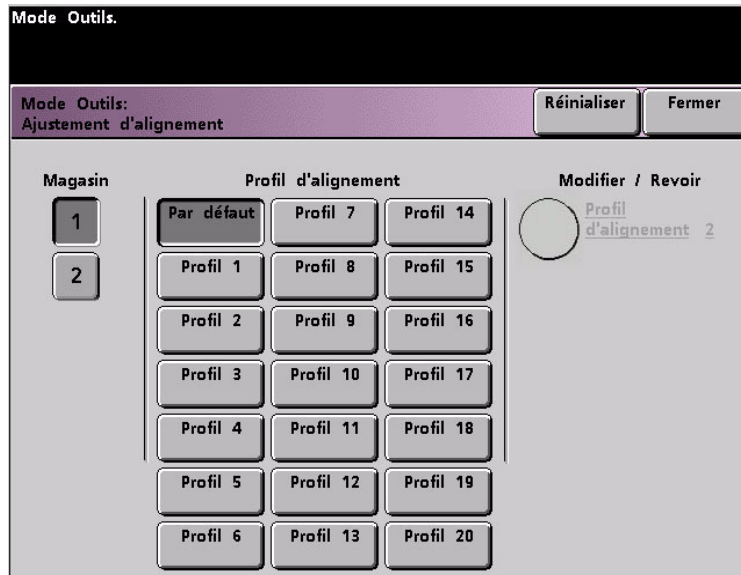 Mode Outils.
Mode Outils:
Ajustement d'alignement
Réinialiser
Fermer
Magasin
1
2
Profil d'alignement
Par défaut
Profil 7
Profil 14
Profil 1
Profil 8
Profil 15
Profil 2
Profil 9
Profil 16
Profil 3
Profil 10
Profil 17
Profil 4
Profil 11
Profil 18
Profil 5
Profil 12
Profil 19
Profil 6
Profil 13
Profil 20
Modifier / Revoir
Profil
d'alignement 2